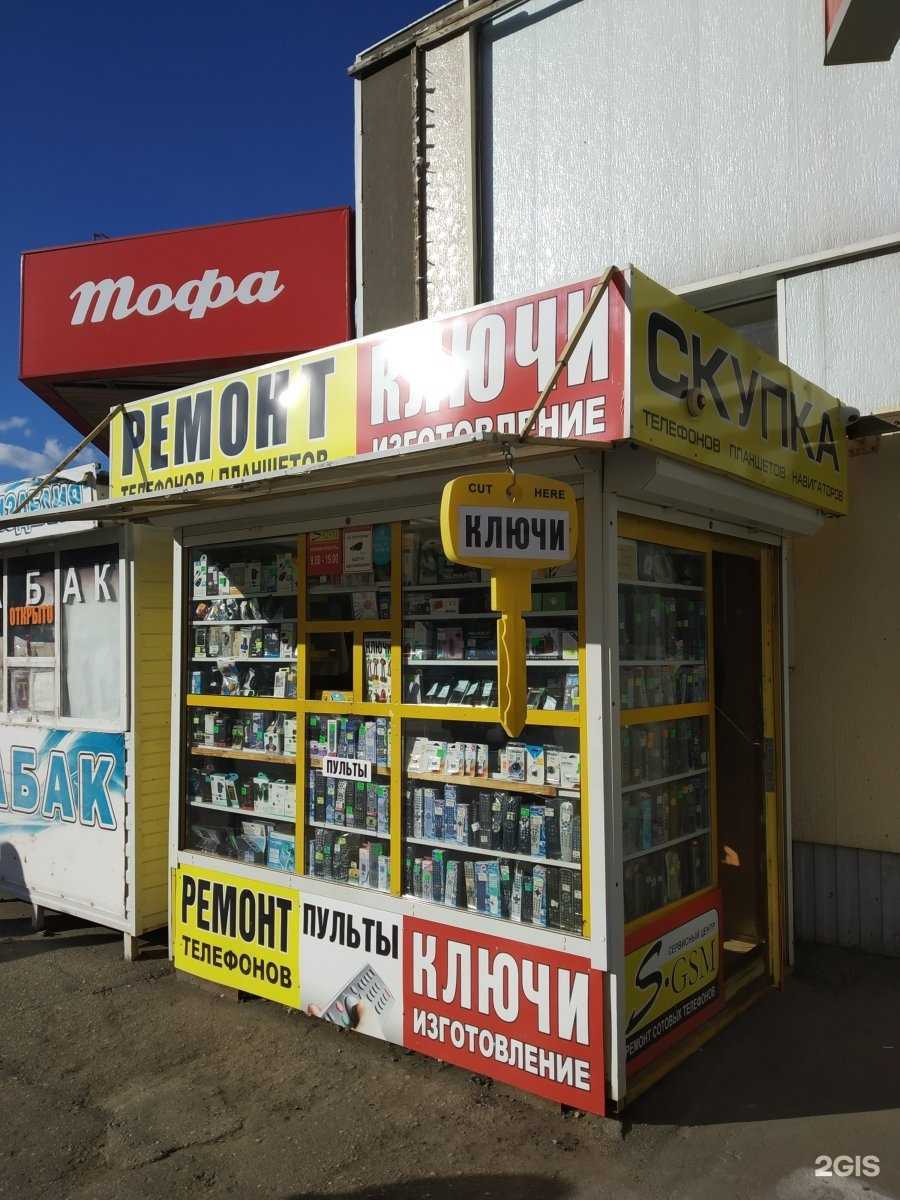 тофа
РЕМОНТ
ТЕЛЕФОНОВ / ПЛАНШЕТОВ
КЛЮЧИ
ИЗГОТОВЛЕНИЕ
СКУПКА
ТЕЛЕФОНОВ ПЛАНШЕТОВ НАВИГАТОРОВ
CUT HERE
КЛЮЧИ
БАК
ОТКРЫТО
АБАК
КЛЮЧИ
ПУЛЬТЫ
РЕМОНТ
ТЕЛЕФОНОВ
ПУЛЬТЫ
КЛЮЧИ
ИЗГОТОВЛЕНИЕ
СЕРВИСНЫЙ ЦЕНТР
S·GSM
РЕМОНТ СОТОВЫХ ТЕЛЕФОНОВ
2GIS